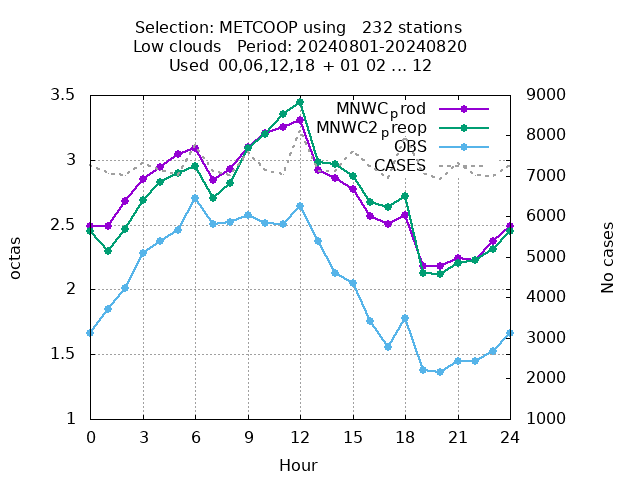 Selection: METCOOP using 232 stations
Low clouds Period: 20240801-20240820
Used 00,06,12,18 + 01 02 ... 12
3.5
3
2.5
2
1.5
1
octas
MNWC_prod
MNWC2_preop
OBS
CASES
9000
8000
7000
6000
5000
4000
3000
2000
1000
No cases
0 3 6 9 12 15 18 21 24
Hour